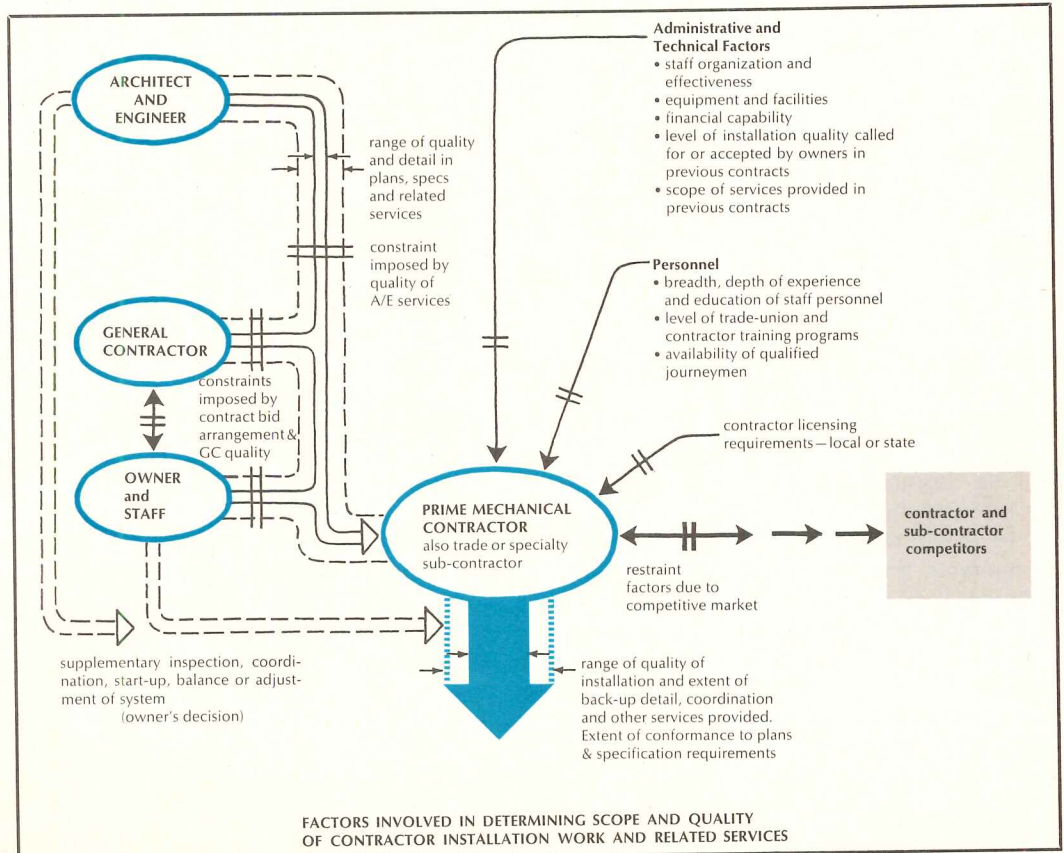 ARCHITECT
AND
ENGINEER
range of quality
and detail in
plans, specs
and related
services
constraint
imposed by
quality of
A/E services
GENERAL
CONTRACTOR
constraints
imposed by
contract bid
arrangement &
GC quality
OWNER
and
STAFF
Administrative and
Technical Factors
• staff organization and
effectiveness
• equipment and facilities
• financial capability
• level of installation quality called
for or accepted by owners in
previous contracts
• scope of services provided in
previous contracts
Personnel
• breadth, depth of experience
and education of staff personnel
• level of trade-union and
contractor training programs
• availability of qualified
journeymen
contractor licensing
requirements—local or state
PRIME MECHANICAL
CONTRACTOR
also trade or specialty
sub-contractor
contractor and
sub-contractor
competitors
restraint
factors due to
competitive market
supplementary inspection, coordi-
nation, start-up, balance or adjust-
ment of system
(owner's decision)
range of quality of
installation and extent of
back-up detail, coordination
and other services provided.
Extent of conformance to plans
& specification requirements
FACTORS INVOLVED IN DETERMINING SCOPE AND QUALITY
OF CONTRACTOR INSTALLATION WORK AND RELATED SERVICES